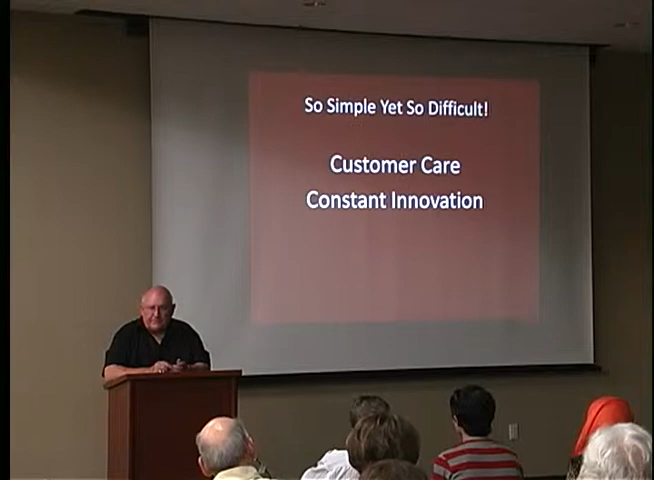 So Simple Yet So Difficult!
Customer Care
Constant Innovation